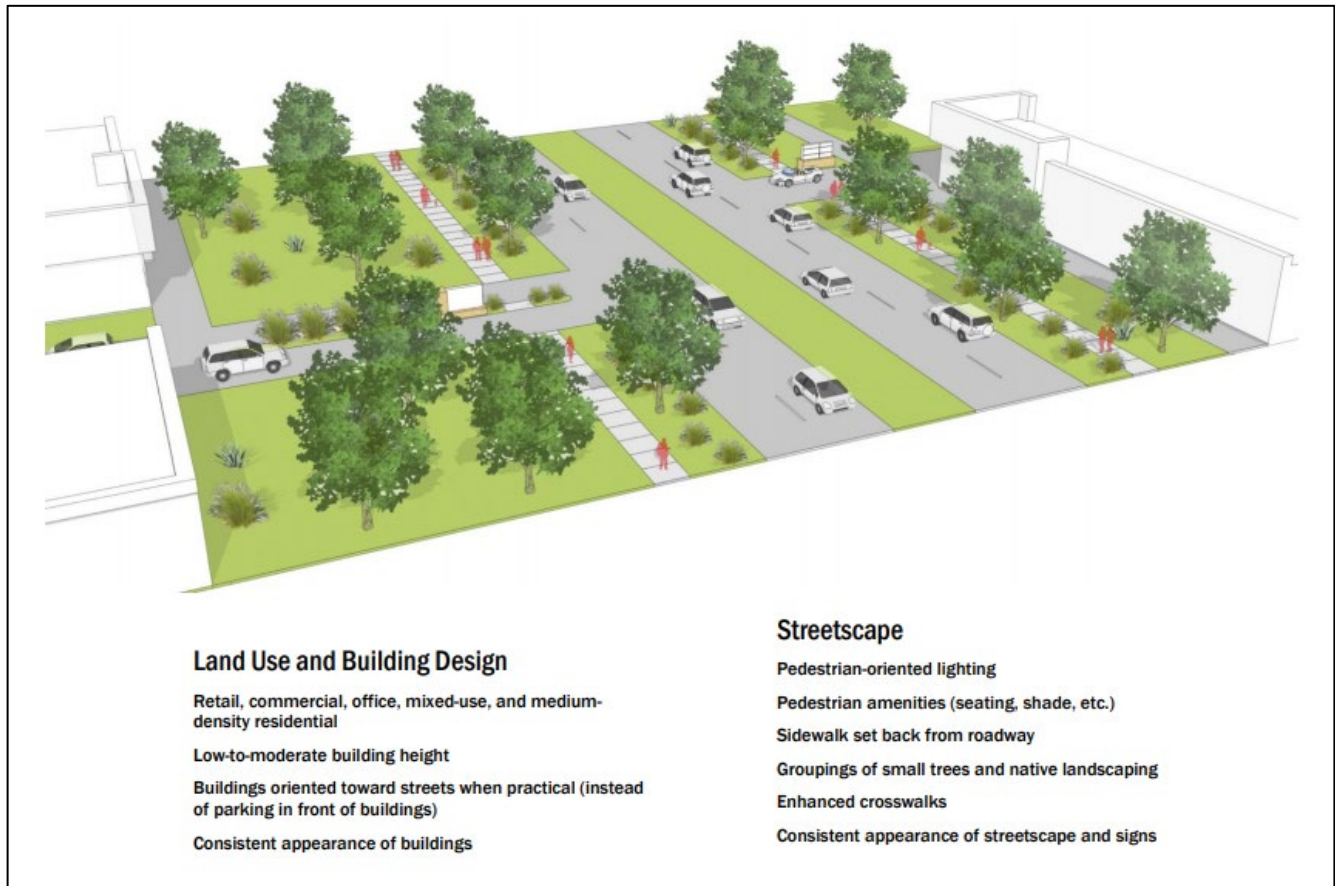 Land Use and Building Design
Retail, commercial, office, mixed-use, and medium-
density residential
Low-to-moderate building height
Buildings oriented toward streets when practical (instead
of parking in front of buildings)
Consistent appearance of buildings
Streetscape
Pedestrian-oriented lighting
Pedestrian amenities (seating, shade, etc.)
Sidewalk set back from roadway
Groupings of small trees and native landscaping
Enhanced crosswalks
Consistent appearance of streetscape and signs